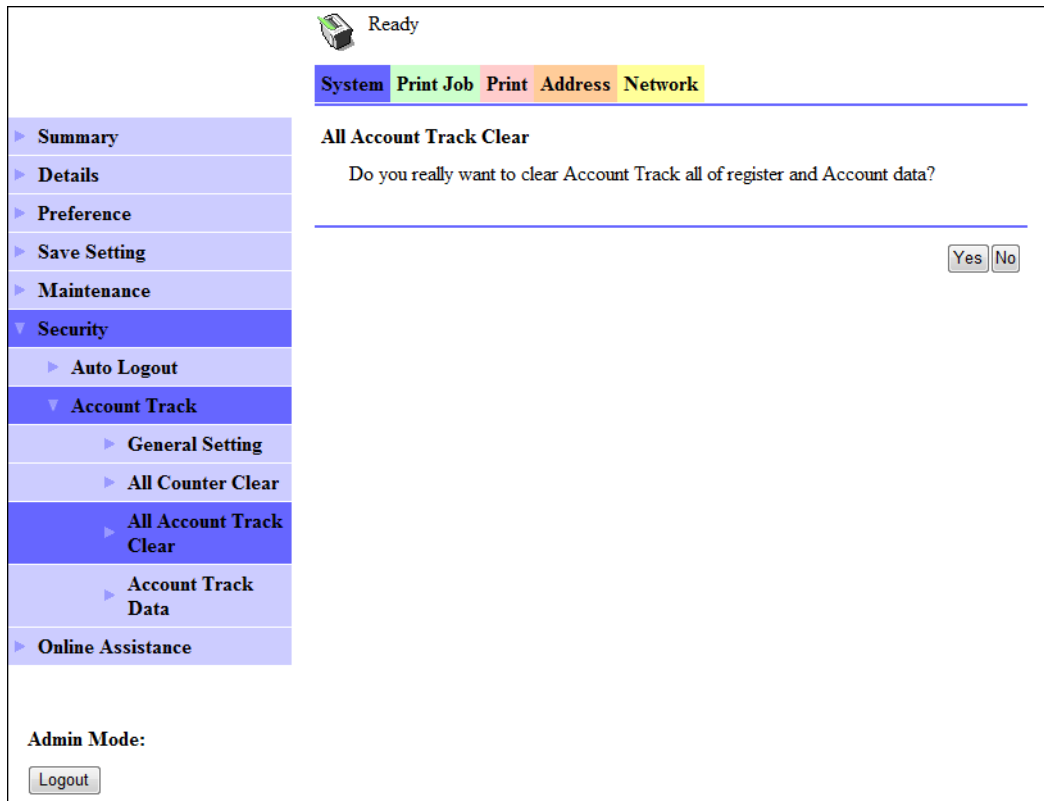 Ready
System Print Job Print Address Network
Summary
Details
Preference
Save Setting
Maintenance
Security
Auto Logout
Account Track
General Setting
All Counter Clear
All Account Track
Clear
Account Track
Data
Online Assistance
Admin Mode:
Logout
All Account Track Clear
Do you really want to clear Account Track all of register and Account data?
Yes No